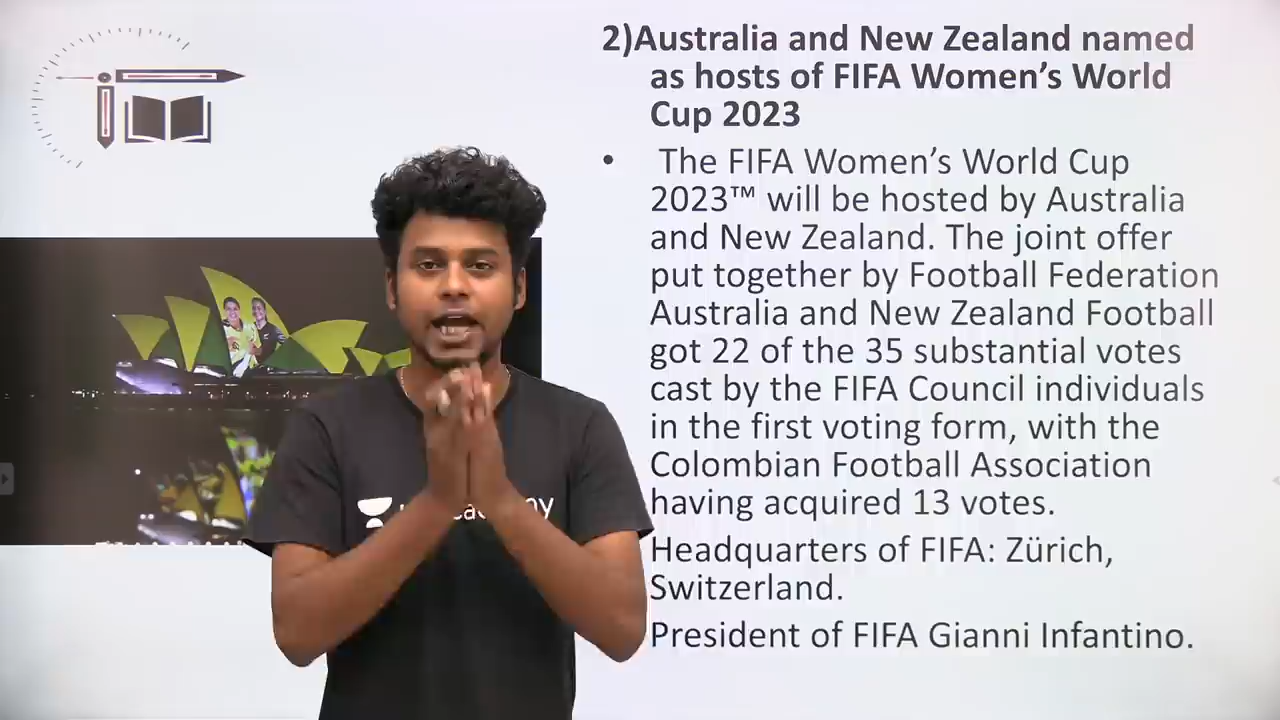 2)Australia and New Zealand named
as hosts of FIFA Women’s World
Cup 2023
• The FIFA Women’s World Cup
2023™ will be hosted by Australia
and New Zealand. The joint offer
put together by Football Federation
Australia and New Zealand Football
got 22 of the 35 substantial votes
cast by the FIFA Council individuals
in the first voting form, with the
Colombian Football Association
having acquired 13 votes.
Headquarters of FIFA: Zürich,
Switzerland.
President of FIFA Gianni Infantino.